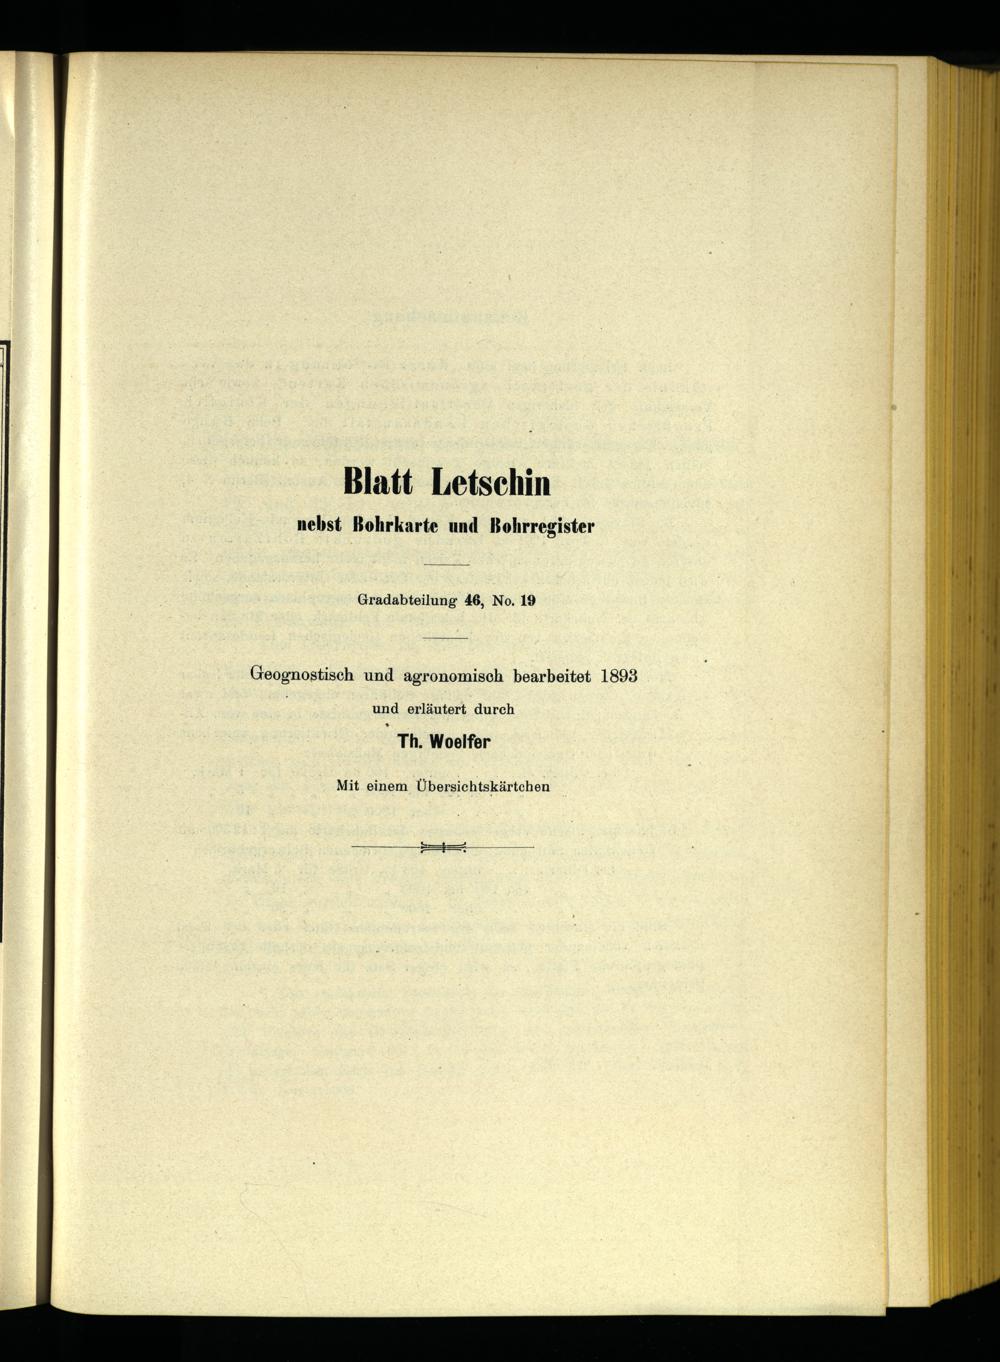 Blatt Letschin
nebst Bohrkarte und Bohrregister
Gradabteilung 46, No. 19
Geognostisch und agronomisch bearbeitet 1893
und erläutert durch
Th. Woelfer
Mit einem Übersichtskärtchen